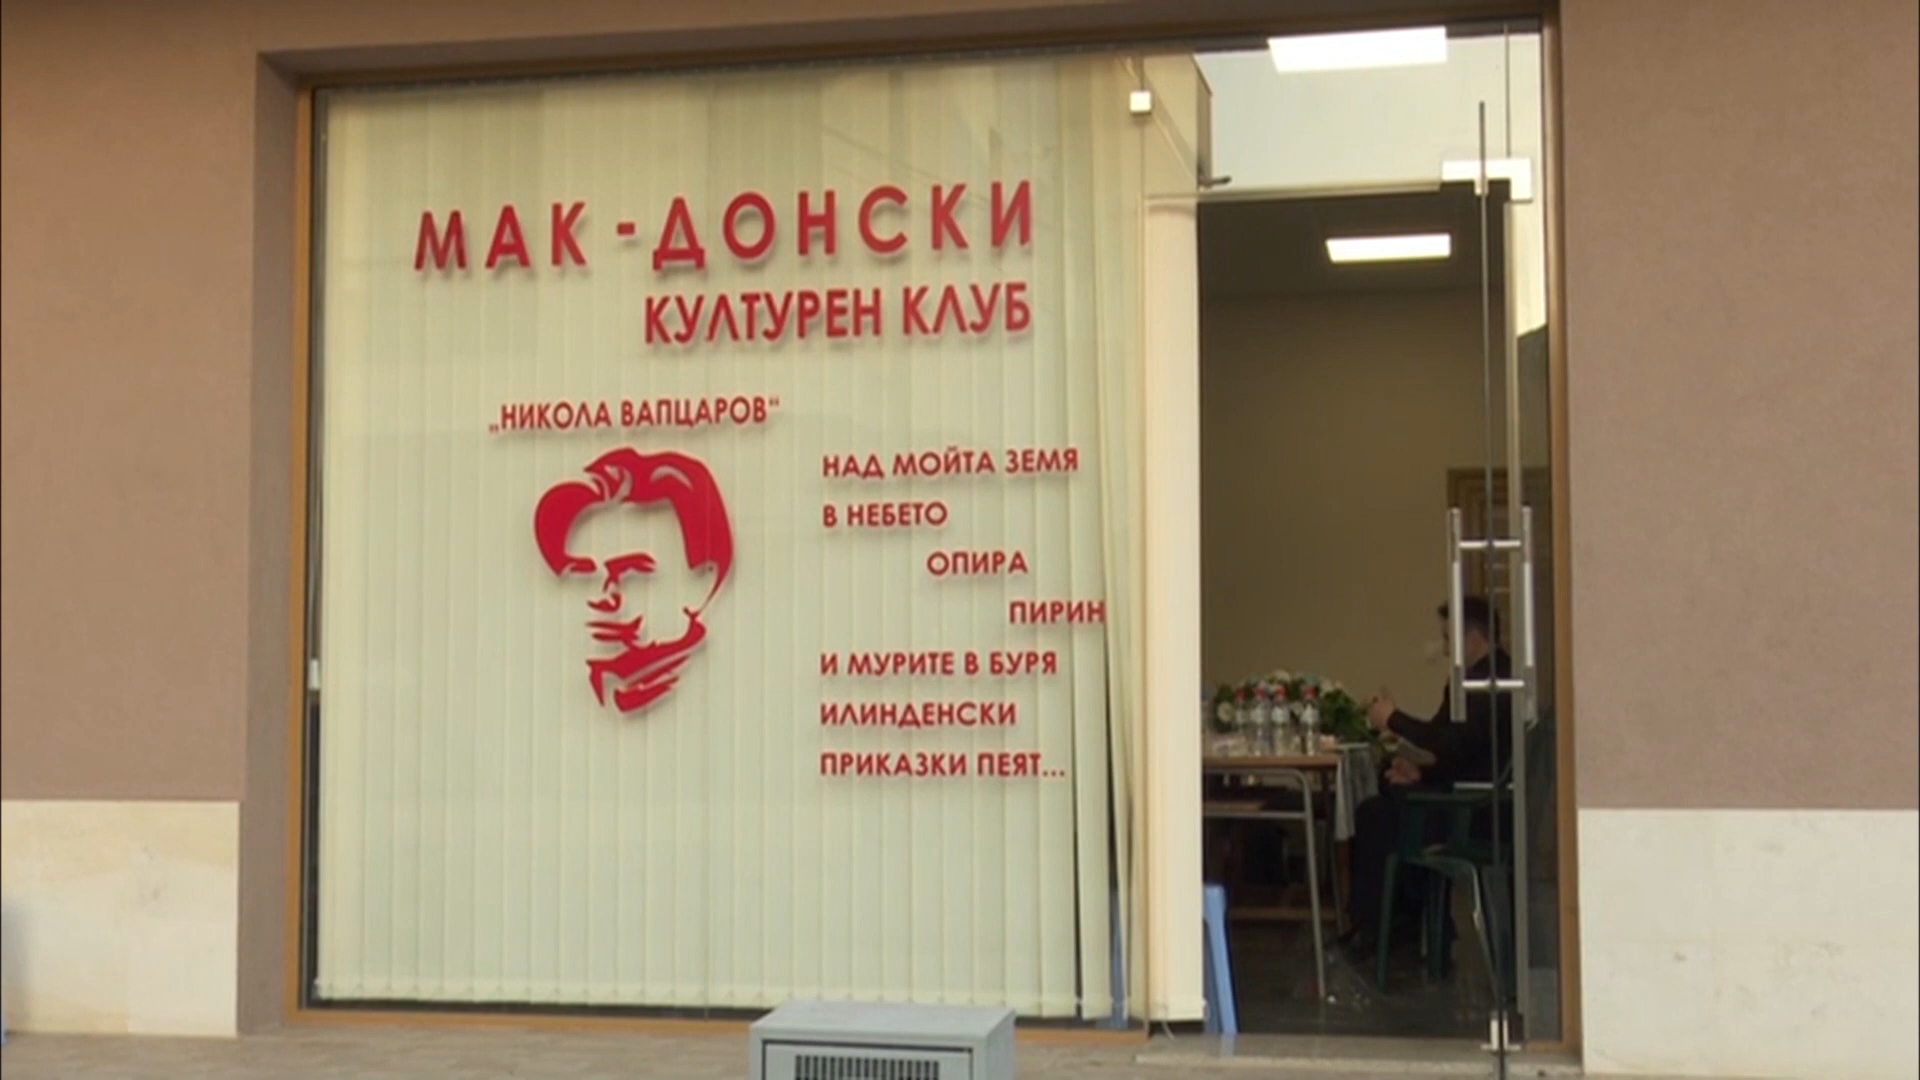 МАК-ДОНСКИ
КУЛТУРЕН КЛУБ
„НИКОЛА ВАПЦАРОВ“
НАД МОЙТА ЗЕМЯ
В НЕБЕТО
ОПИРА
ПИРИН
И МУРИТЕ В БУРЯ
ИЛИНДЕНСКИ
ПРИКАЗКИ ПЕЯТ...